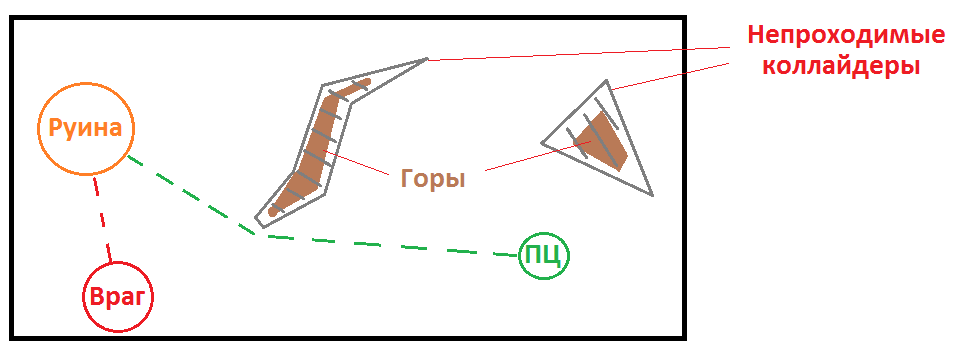 Непроходимые
коллайдеры
Руина
Горы
ПЦ
Враг